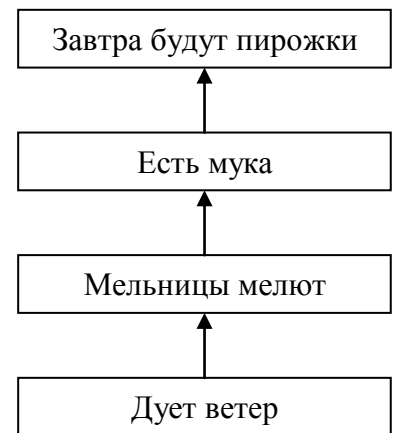 Завтра будут пирожки
Есть мука
Мельницы мелют
Дует ветер